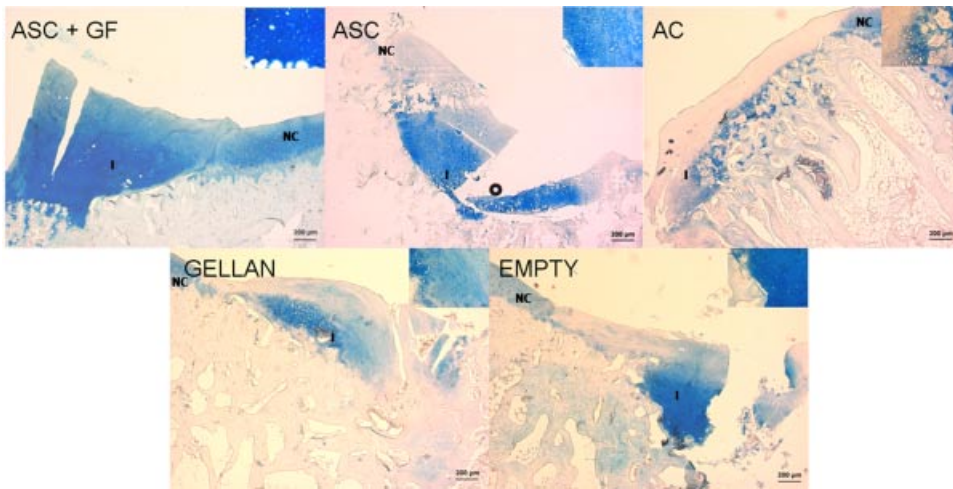 ASC + GF
NC
I
200 µm
ASC
NC
I
200 µm
AC
NC
I
200 µm
GELLAN
NC
I
200 µm
EMPTY
NC
I
200 µm